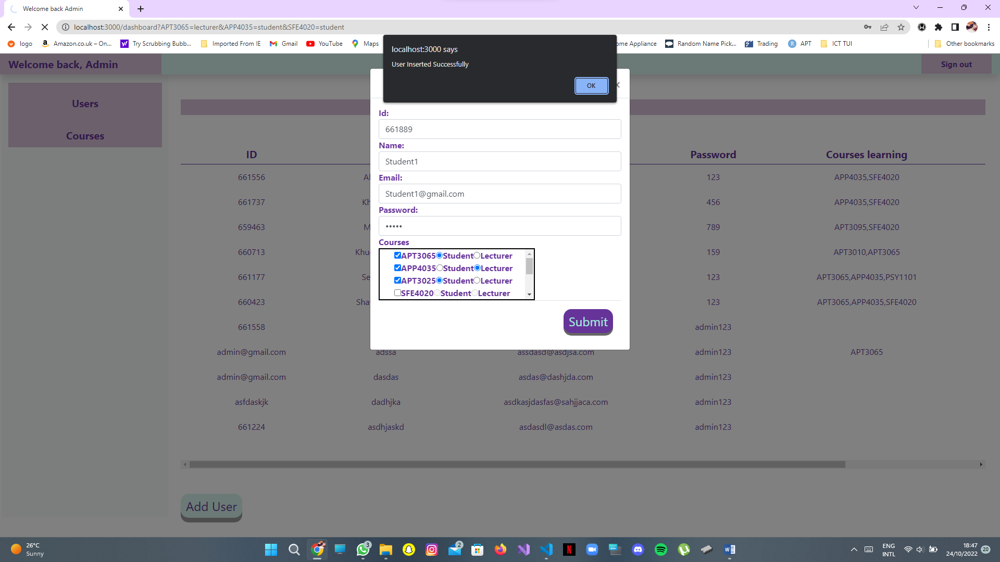 Welcome back Admin
localhost:3000/dashboard?APT3065=lecturer&APP4035=student&SFE4020=student
logo
Amazon.co.uk – On...
Try Scrubbing Bubb...
Imported From IE
Gmail
YouTube
Maps
ome Appliance
Random Name Pick...
Trading
APT
ICT TUI
Other bookmarks
localhost:3000 says
User Inserted Successfully
OK
Welcome back, Admin
Sign out
Users
Courses
Id:
661889
Name:
Student1
Email:
Student1@gmail.com
Password:
•••••
Courses
APT3065 Student Lecturer
APP4035 Student Lecturer
APT3025 Student Lecturer
SFE4020 Student Lecturer
Submit
ID Password Courses learning
661556 123 APP4035,SFE4020
661737 Kh 456 APP4035,SFE4020
659463 M 789 APT3095,SFE4020
660713 Khu 159 APT3010,APT3065
661177 Se 123 APT3065,APP4035,PSY1101
660423 Sha 123 APT3065,APP4035,SFE4020
661558 admin123
admin@gmail.com adssa assdasd@asdjsa.com admin123 APT3065
admin@gmail.com dasdas asdas@dashjda.com admin123
asfdaskjk dadhjka asdkasjdasfas@sahjjaca.com admin123
661224 asdhjaskd asdasdl@asdas.com admin123
Add User
26°C
Sunny
3
2
ENG
INTL
18:47
24/10/2022
20